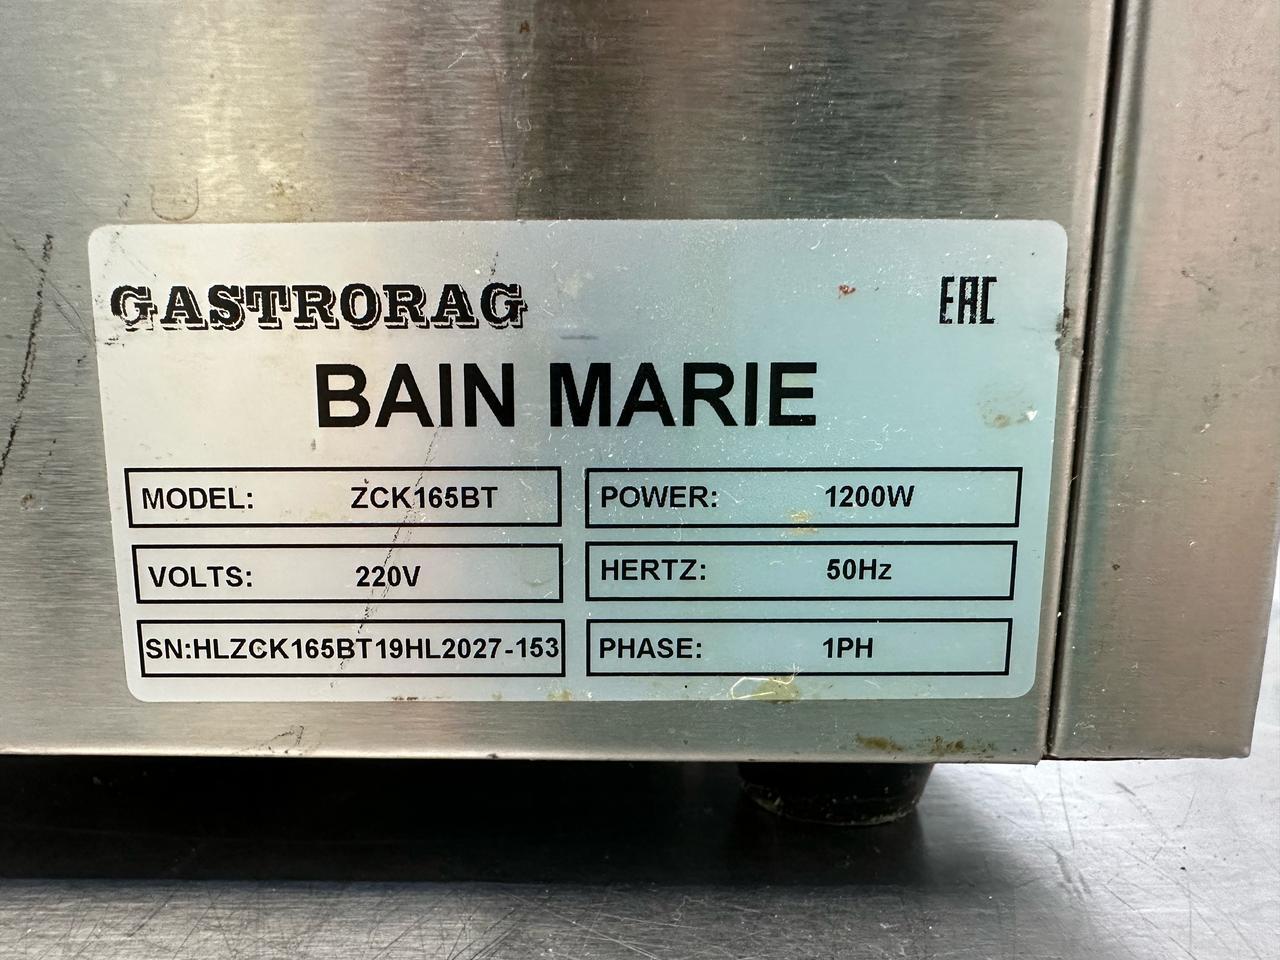 GASTRORAG
EAC
BAIN MARIE
MODEL: ZCK165BT
POWER: 1200W
VOLTS: 220V
HERTZ: 50Hz
SN:HLZCK165BT19HL2027-153
PHASE: 1PH